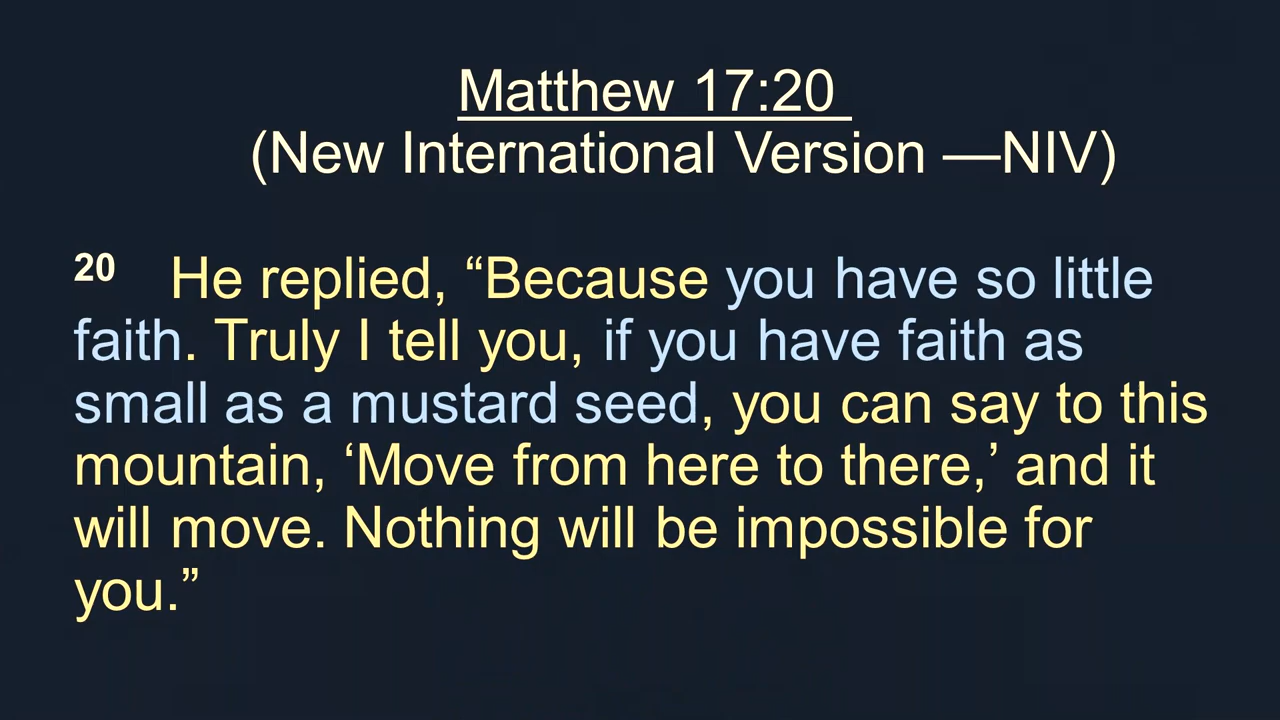 Matthew 17:20
(New International Version —NIV)
20 He replied, “Because you have so little
faith. Truly I tell you, if you have faith as
small as a mustard seed, you can say to this
mountain, ‘Move from here to there,’ and it
will move. Nothing will be impossible for
you.”